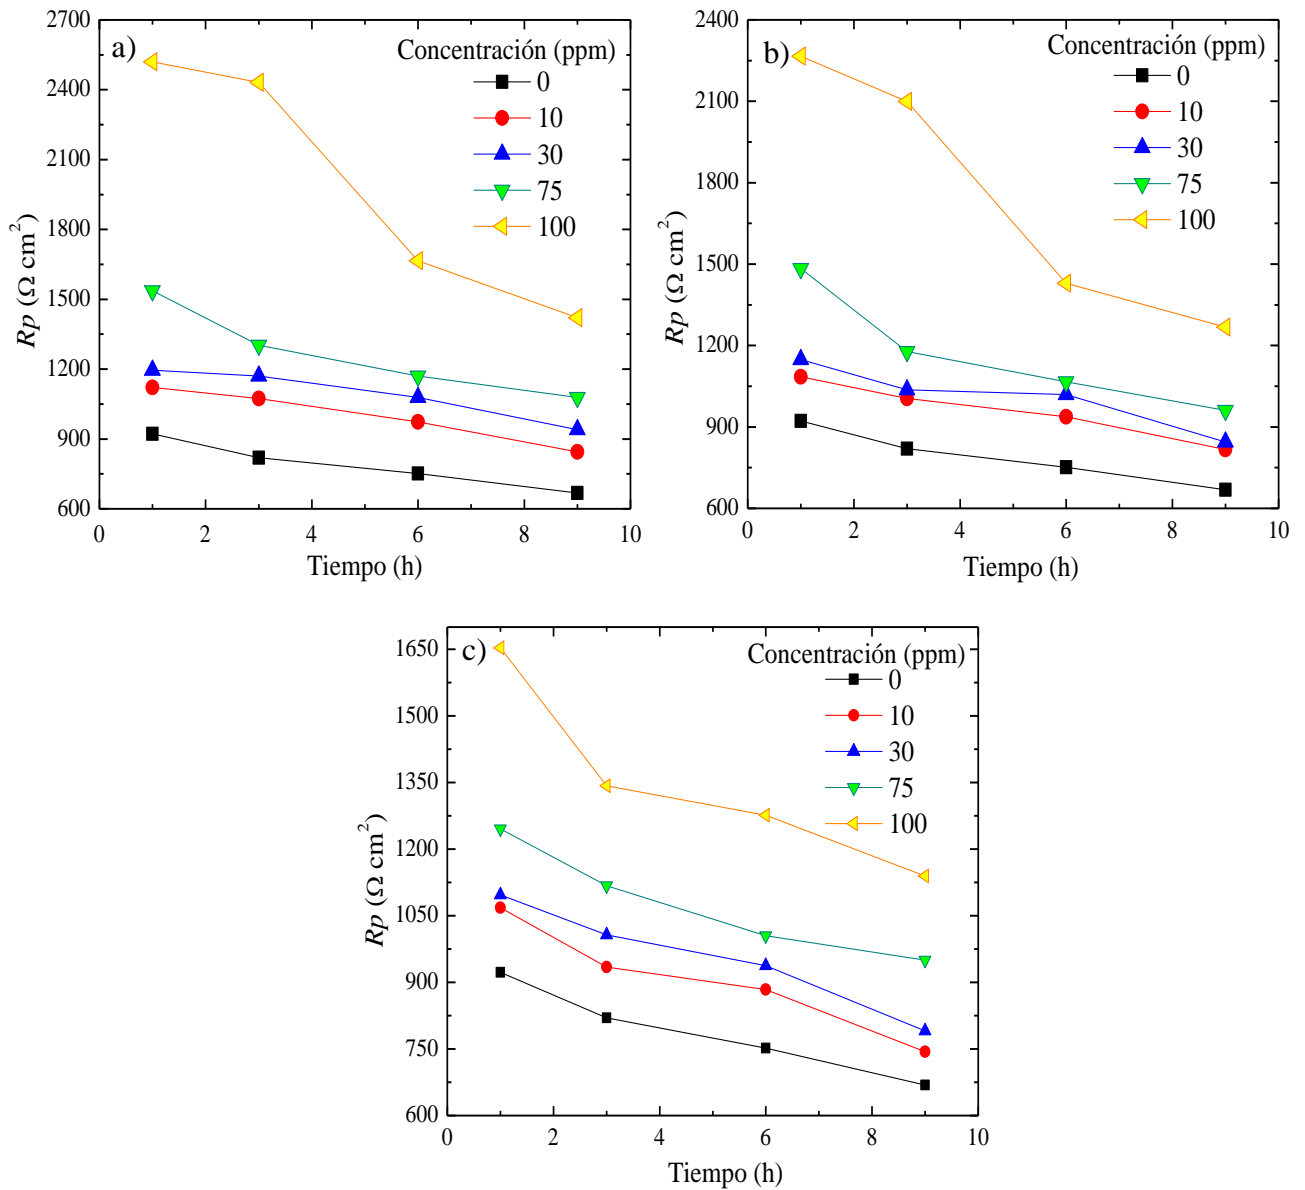 a)
Concentración (ppm)
0
10
30
75
100
2700
2400
2100
1800
1500
1200
900
600
Rp (Ω cm²)
0 2 4 6 8 10
Tiempo (h)
b)
Concentración (ppm)
0
10
30
75
100
2400
2100
1800
1500
1200
900
600
Rp (Ω cm²)
0 2 4 6 8 10
Tiempo (h)
c)
Concentración (ppm)
0
10
30
75
100
1650
1500
1350
1200
1050
900
750
600
Rp (Ω cm²)
0 2 4 6 8 10
Tiempo (h)